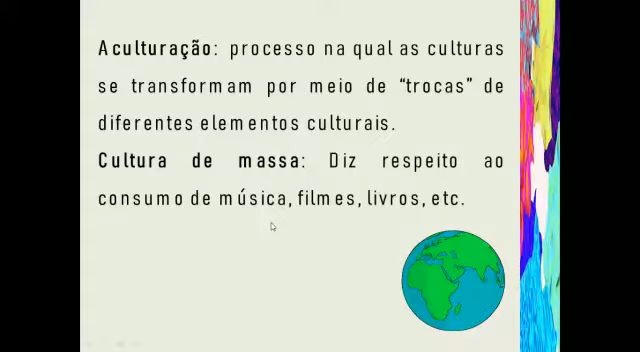 Aculturação: processo na qual as culturas
se transformam por meio de “trocas” de
diferentes elementos culturais.
Cultura de massa: Diz respeito ao
consumo de música, filmes, livros, etc.